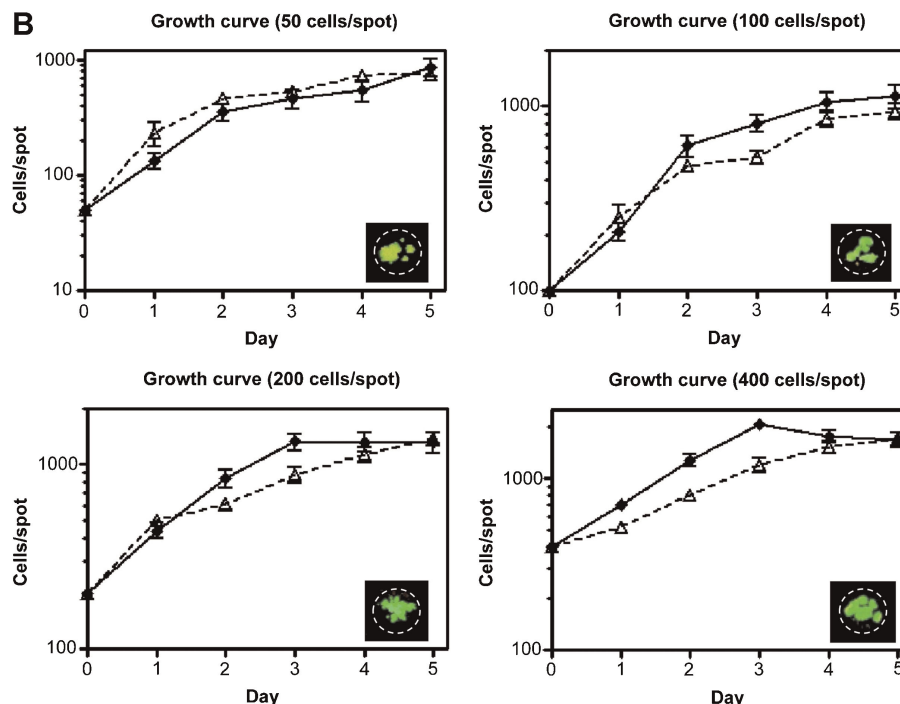 B
Growth curve (50 cells/spot)
1000
100
10
Cells/spot
0 1 2 3 4 5
Day
Growth curve (100 cells/spot)
1000
100
Cells/spot
0 1 2 3 4 5
Day
Growth curve (200 cells/spot)
1000
100
Cells/spot
0 1 2 3 4 5
Day
Growth curve (400 cells/spot)
1000
100
Cells/spot
0 1 2 3 4 5
Day